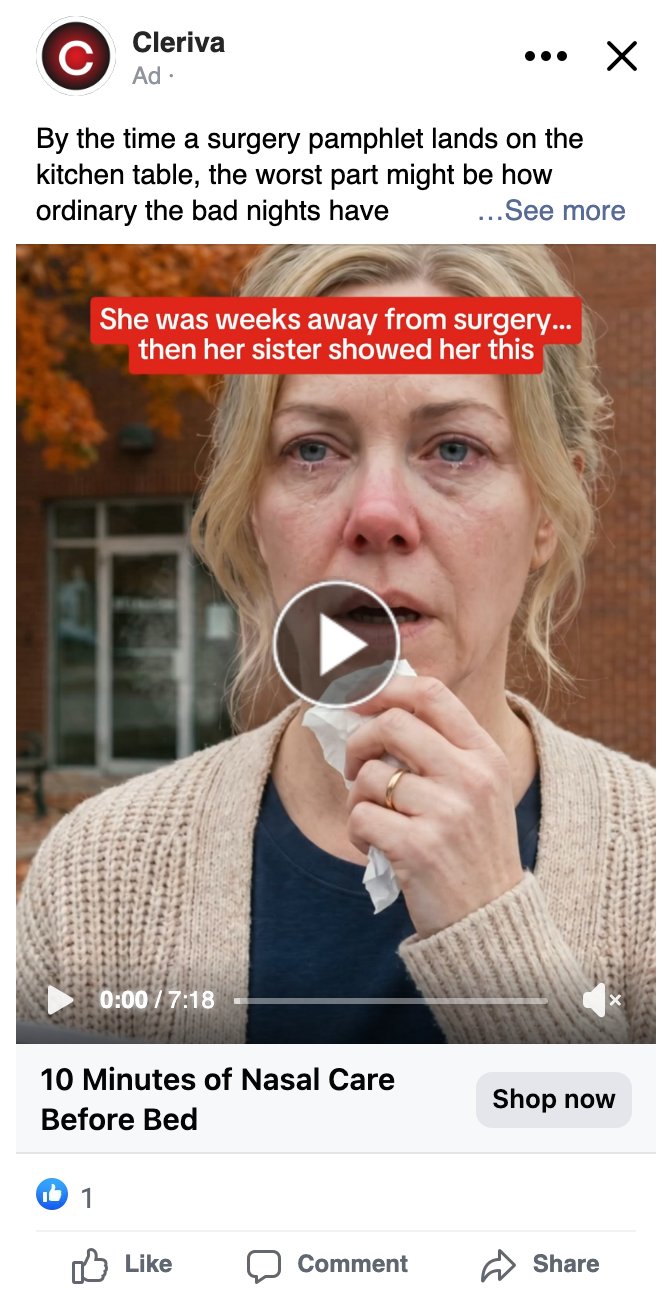 C
Cleriva
Ad ·
By the time a surgery pamphlet lands on the
kitchen table, the worst part might be how
ordinary the bad nights have ...See more
She was weeks away from surgery...
then her sister showed her this
0:00 / 7:18
10 Minutes of Nasal Care
Before Bed
Shop now
1
Like
Comment
Share